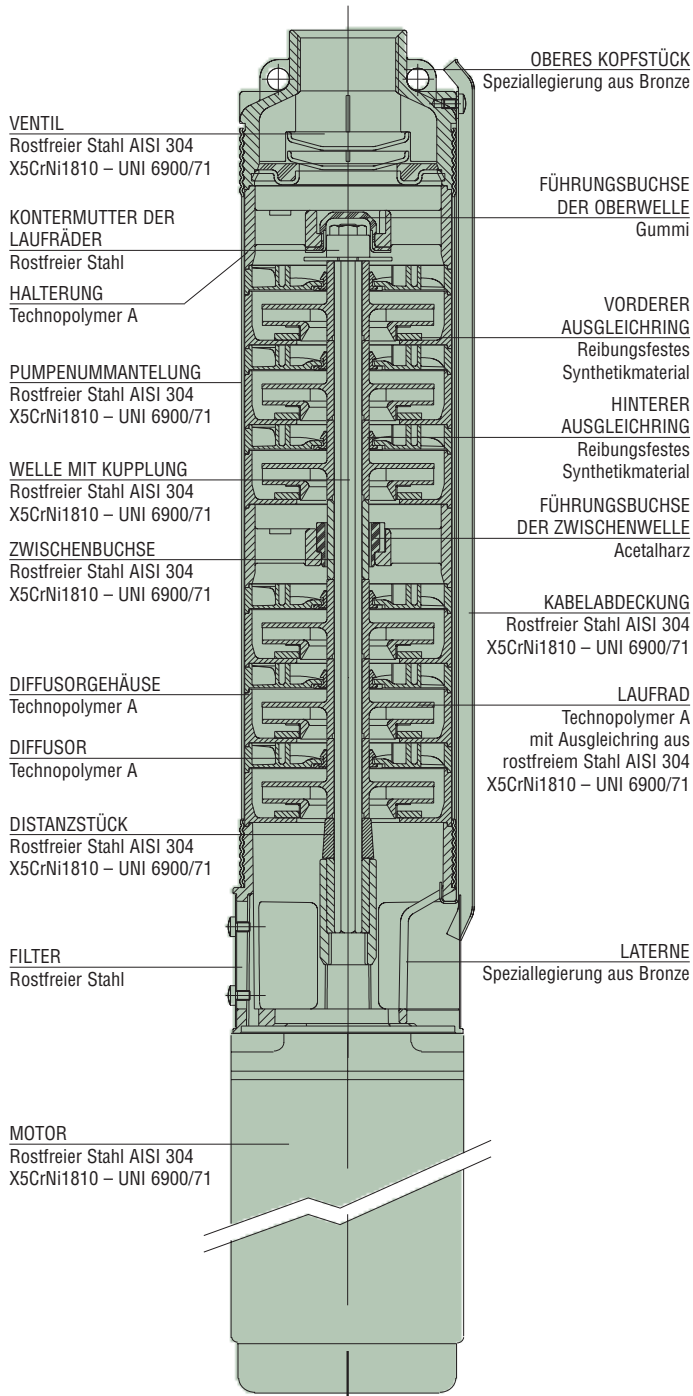 OBERES KOPFSTÜCK
Speziallegierung aus Bronze
VENTIL
Rostfreier Stahl AISI 304
X5CrNi1810 – UNI 6900/71
FÜHRUNGSBUCHSE
DER OBERWELLE
Gummi
KONTERMUTTER DER
LAUFRÄDER
Rostfreier Stahl
HALTERUNG
Technopolymer A
VORDERER
AUSGLEICHRING
Reibungsfestes
Synthetikmaterial
PUMPENUMMANTELUNG
Rostfreier Stahl AISI 304
X5CrNi1810 – UNI 6900/71
HINTERER
AUSGLEICHRING
Reibungsfestes
Synthetikmaterial
WELLE MIT KUPPLUNG
Rostfreier Stahl AISI 304
X5CrNi1810 – UNI 6900/71
FÜHRUNGSBUCHSE
DER ZWISCHENWELLE
Acetalharz
ZWISCHENBUCHSE
Rostfreier Stahl AISI 304
X5CrNi1810 – UNI 6900/71
KABELABDECKUNG
Rostfreier Stahl AISI 304
X5CrNi1810 – UNI 6900/71
DIFFUSORGEHÄUSE
Technopolymer A
LAUFRAD
Technopolymer A
mit Ausgleichring aus
rostfreiem Stahl AISI 304
X5CrNi1810 – UNI 6900/71
DIFFUSOR
Technopolymer A
DISTANZSTÜCK
Rostfreier Stahl AISI 304
X5CrNi1810 – UNI 6900/71
FILTER
Rostfreier Stahl
LATERNE
Speziallegierung aus Bronze
MOTOR
Rostfreier Stahl AISI 304
X5CrNi1810 – UNI 6900/71